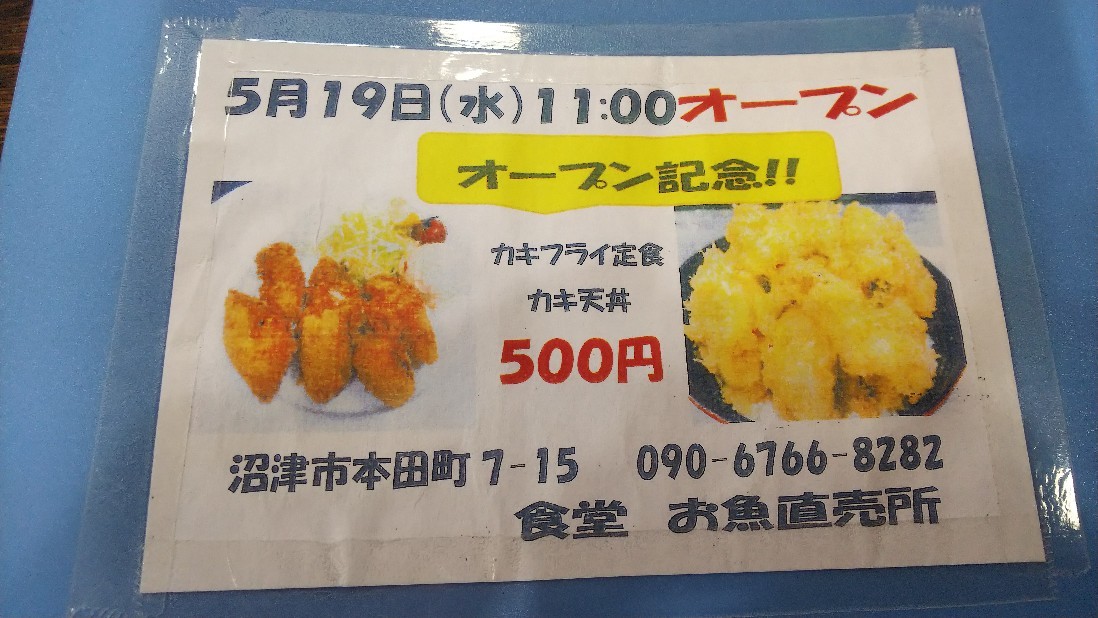 5月19日(水)11:00オープン
オープン記念!!
カキフライ定食
カキ天丼
500円
沼津市本田町7-15 090-6766-8282
食堂 お魚直売所